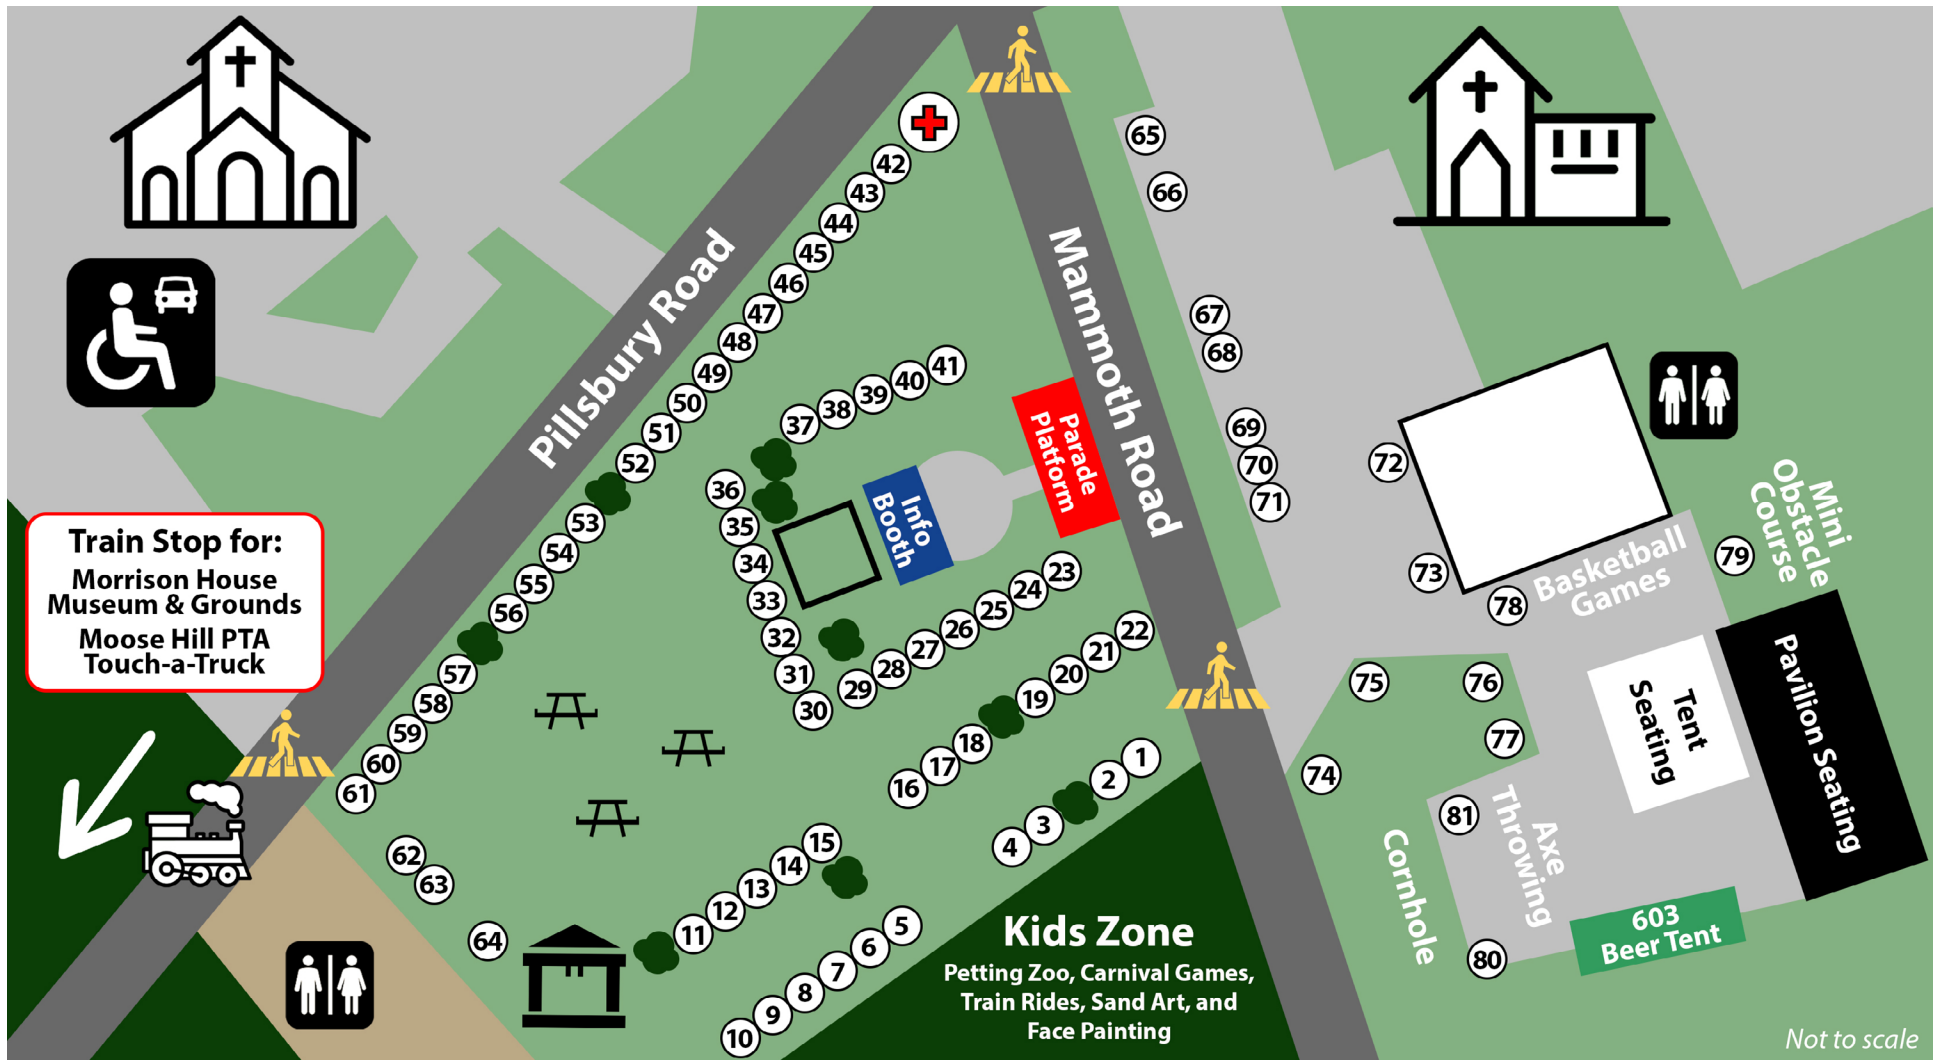 Pillsbury Road
Mammoth Road
42
43
44
45
46
47
48
49
50
51
52
53
54
55
56
57
58
59
60
61
62
63
64
65
66
67
68
69
70
71
41
40
39
38
37
36
35
34
33
32
31
30
29
28
27
26
25
24
23
22
21
20
19
18
17
16
15
14
13
12
11
1
2
3
4
5
6
7
8
9
10
Parade
Platform
Info
Booth
Train Stop for:
Morrison House
Museum & Grounds
Moose Hill PTA
Touch-a-Truck
72
73
78
79
Basketball
Games
Mini
Obstacle
Course
75
76
77
74
81
80
Tent
Seating
Pavilion Seating
Axe
Throwing
Cornhole
603
Beer Tent
Kids Zone
Petting Zoo, Carnival Games,
Train Rides, Sand Art, and
Face Painting
Not to scale